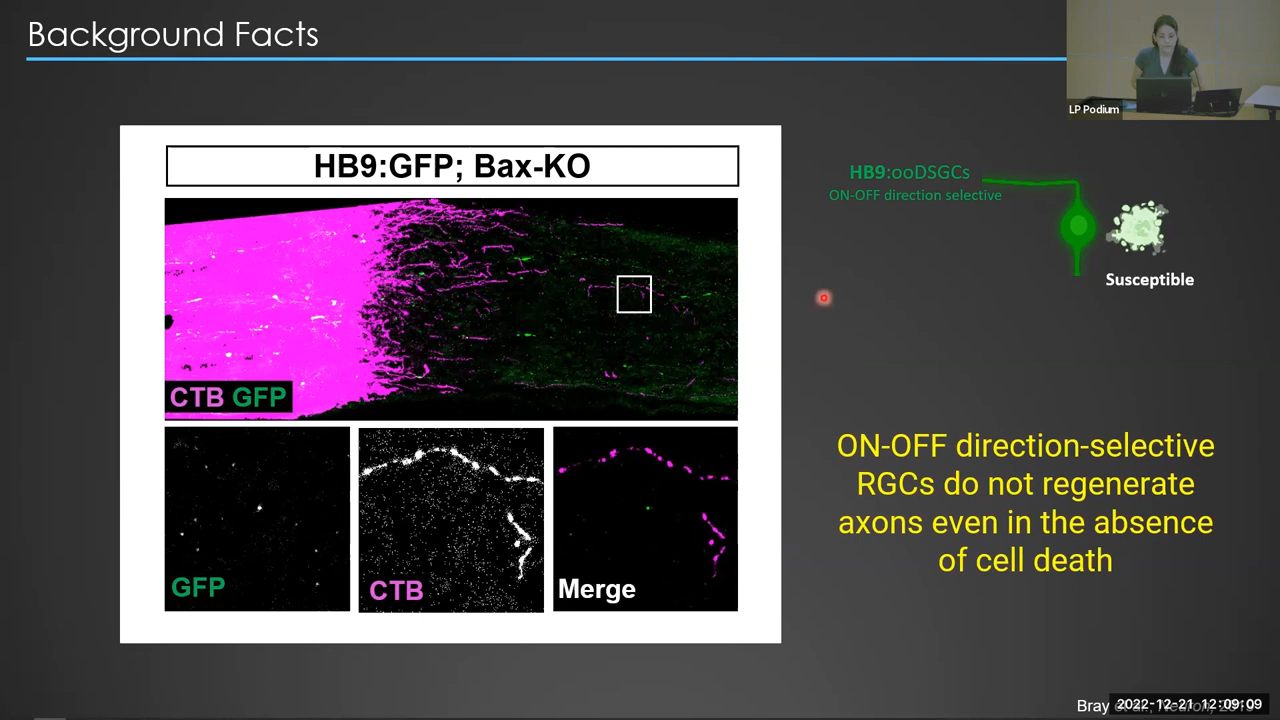 Background Facts
LP Podium
HB9:GFP; Bax-KO
HB9:ooDSGCs
ON-OFF direction selective
Susceptible
CTB GFP
ON-OFF direction-selective
RGCs do not regenerate
axons even in the absence
of cell death
GFP
CTB
Merge
Bray
2022-12-21 12:09:09